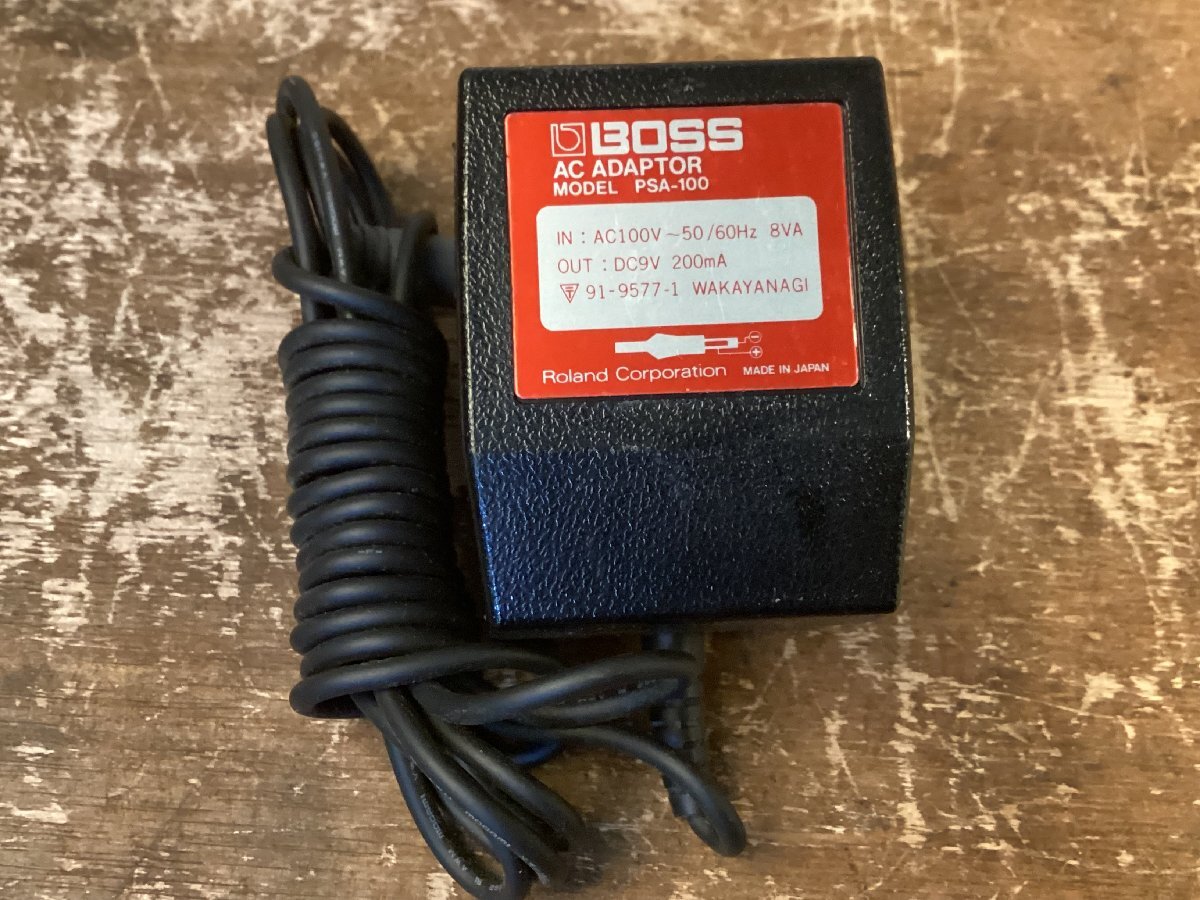 BOSS
AC ADAPTOR
MODEL PSA-100
IN : AC100V ~ 50/60Hz 8VA
OUT : DC9V 200mA
91-9577-1 WAKAYANAGI
Roland Corporation MADE IN JAPAN